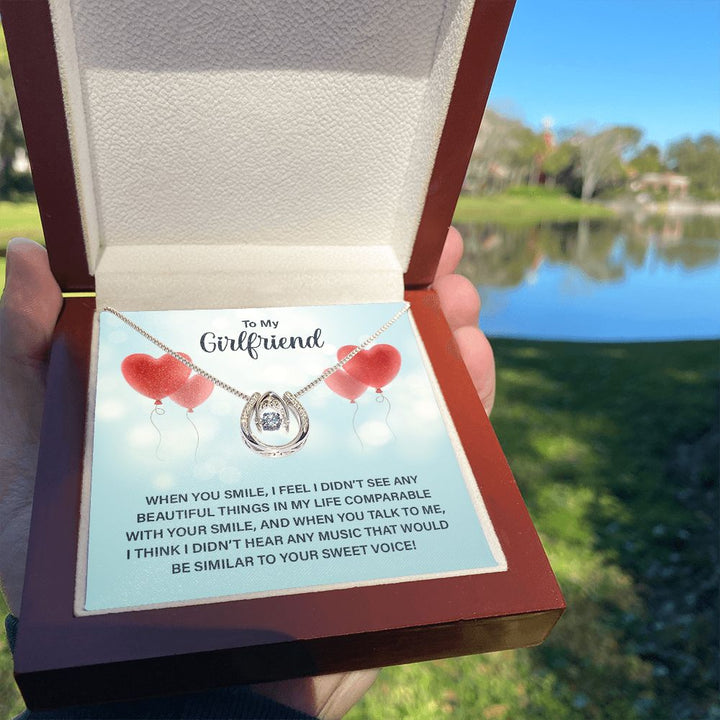 To My
Girlfriend
WHEN YOU SMILE, I FEEL I DIDN'T SEE ANY
BEAUTIFUL THINGS IN MY LIFE COMPARABLE
WITH YOUR SMILE, AND WHEN YOU TALK TO ME,
I THINK I DIDN'T HEAR ANY MUSIC THAT WOULD
BE SIMILAR TO YOUR SWEET VOICE!